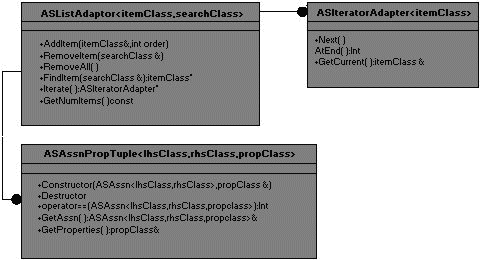 ASListAdaptor<itemClass,searchClass>
+AddItem(itemClass&,int order)
+RemoveItem(searchClass &)
+RemoveAll()
+FindItem(searchClass &):itemClass*
+Iterate():ASIteratorAdapter*
+GetNumItems()const
ASIteratorAdapter<itemClass>
+Next()
AtEnd():Int
+GetCurrent():itemClass &
ASAssnPropTuple<lhsClass,rhsClass,propClass>
+Constructor(ASAssn<lhsClass,rhsClass>,propClass &)
+Destructor
+operator==(ASAssn<lhsClass,rhsClass,propclass>):Int
+GetAssn():ASAssn<lhsClass,rhsClass,propclass>&
+GetProperties():propClass&